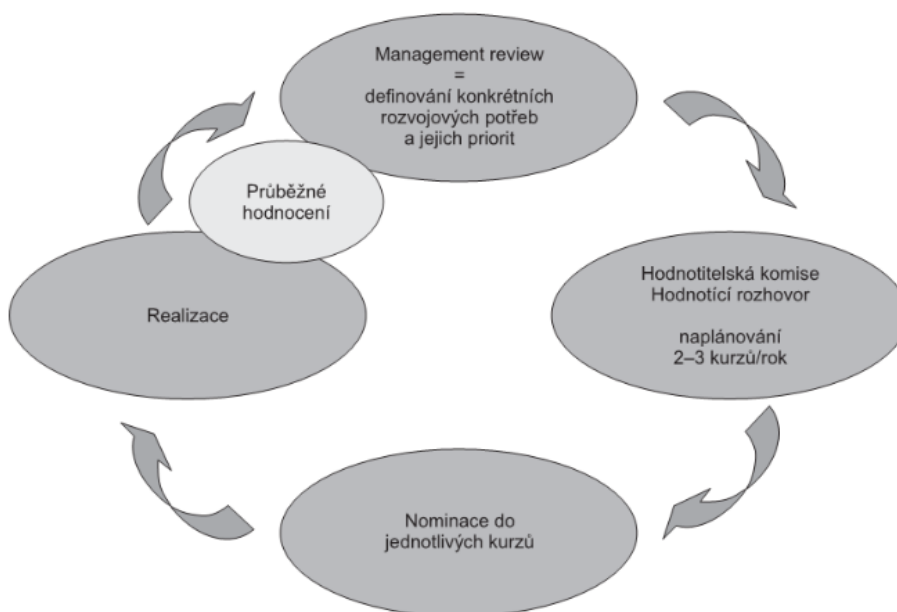 Management review
=
definování konkrétních
rozvojových potřeb
a jejich priorit
Průběžné
hodnocení
Realizace
Hodnotitelská komise
Hodnotící rozhovor
naplánování
2–3 kurzů/rok
Nominace do
jednotlivých kurzů